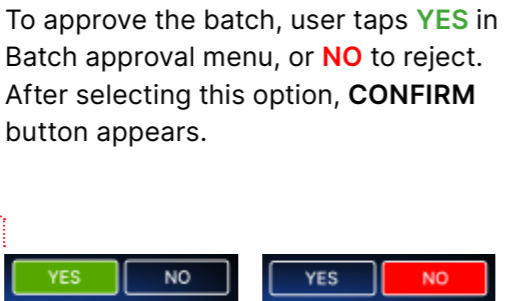 To approve the batch, user taps YES in
Batch approval menu, or NO to reject.
After selecting this option, CONFIRM
button appears.
YES NO YES NO